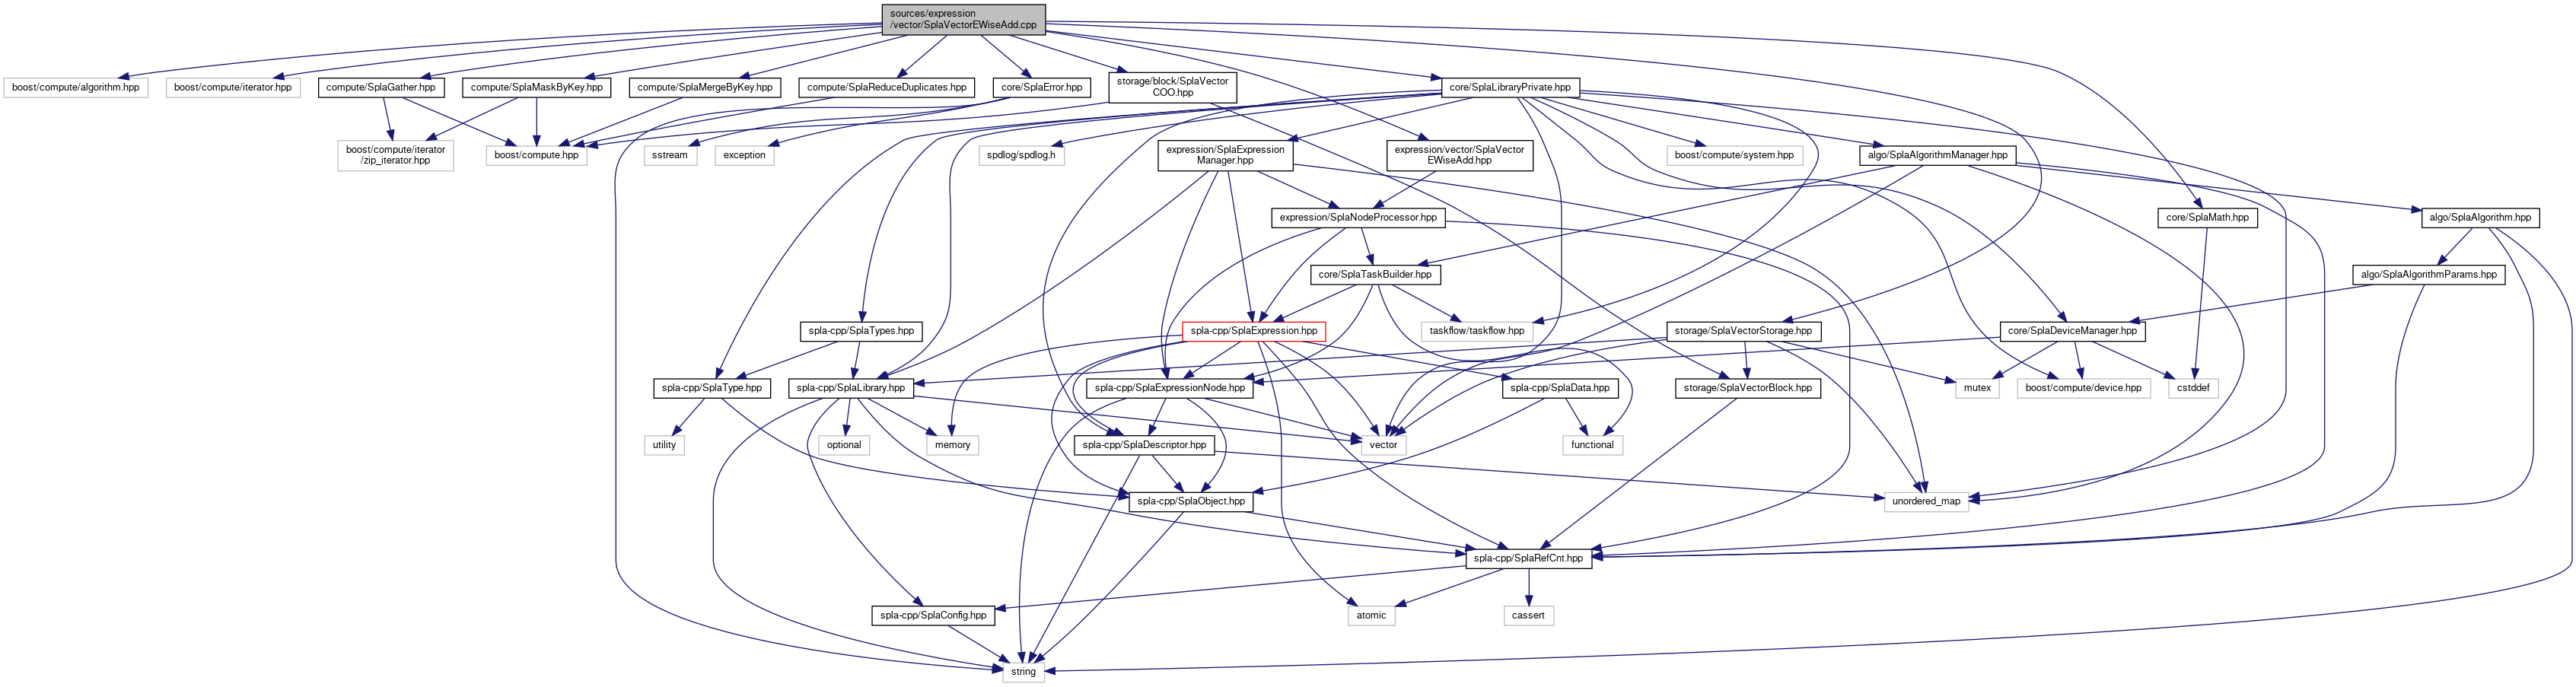 sources/expression
/vector/SplaVectorEWiseAdd.cpp
boost/compute/algorithm.hpp
boost/compute/iterator.hpp
compute/SplaGather.hpp
compute/SplaMaskByKey.hpp
compute/SplaMergeByKey.hpp
compute/SplaReduceDuplicates.hpp
core/SplaError.hpp
storage/block/SplaVector
COO.hpp
core/SplaLibraryPrivate.hpp
boost/compute/iterator
/zip_iterator.hpp
boost/compute.hpp
sstream
exception
spdlog/spdlog.h
expression/SplaExpression
Manager.hpp
expression/vector/SplaVector
EWiseAdd.hpp
boost/compute/system.hpp
algo/SplaAlgorithmManager.hpp
expression/SplaNodeProcessor.hpp
core/SplaMath.hpp
algo/SplaAlgorithm.hpp
core/SplaTaskBuilder.hpp
algo/SplaAlgorithmParams.hpp
spla-cpp/SplaTypes.hpp
spla-cpp/SplaExpression.hpp
taskflow/taskflow.hpp
storage/SplaVectorStorage.hpp
core/SplaDeviceManager.hpp
spla-cpp/SplaType.hpp
spla-cpp/SplaLibrary.hpp
spla-cpp/SplaExpressionNode.hpp
spla-cpp/SplaData.hpp
storage/SplaVectorBlock.hpp
mutex
boost/compute/device.hpp
cstddef
utility
optional
memory
spla-cpp/SplaDescriptor.hpp
vector
functional
spla-cpp/SplaObject.hpp
unordered_map
spla-cpp/SplaRefCnt.hpp
spla-cpp/SplaConfig.hpp
atomic
cassert
string